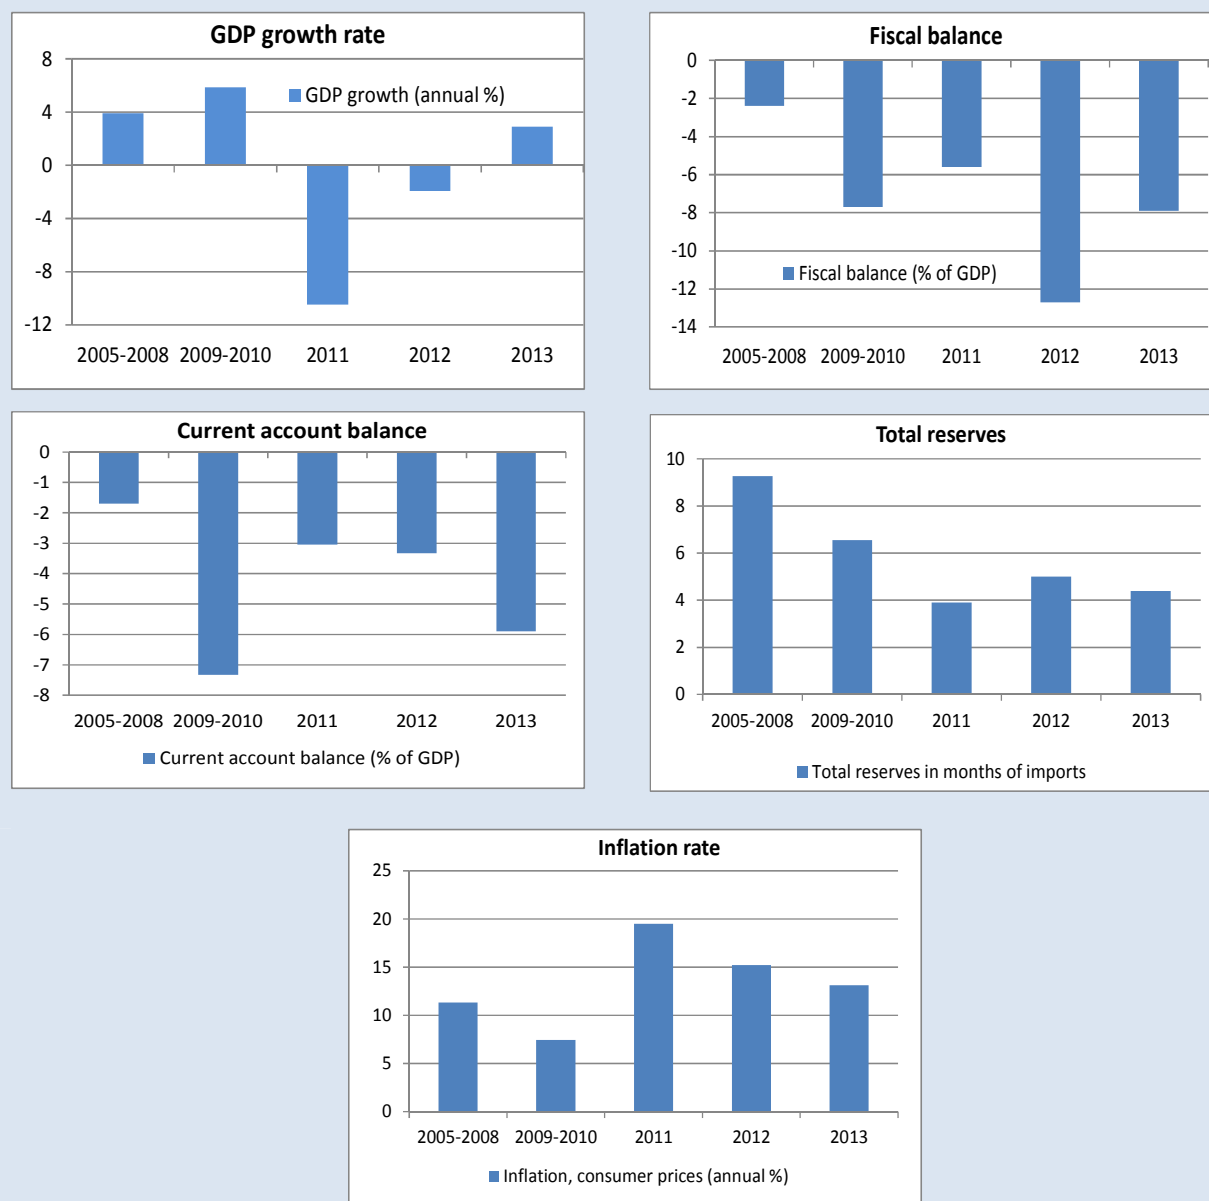 GDP growth rate
8
4
0
-4
-8
-12
GDP growth (annual %)
2005-2008 2009-2010 2011 2012 2013
Fiscal balance
0
-2
-4
-6
-8
-10
-12
-14
Fiscal balance (% of GDP)
2005-2008 2009-2010 2011 2012 2013
Current account balance
0
-1
-2
-3
-4
-5
-6
-7
-8
2005-2008 2009-2010 2011 2012 2013
Current account balance (% of GDP)
Total reserves
10
8
6
4
2
0
2005-2008 2009-2010 2011 2012 2013
Total reserves in months of imports
Inflation rate
25
20
15
10
5
0
2005-2008 2009-2010 2011 2012 2013
Inflation, consumer prices (annual %)